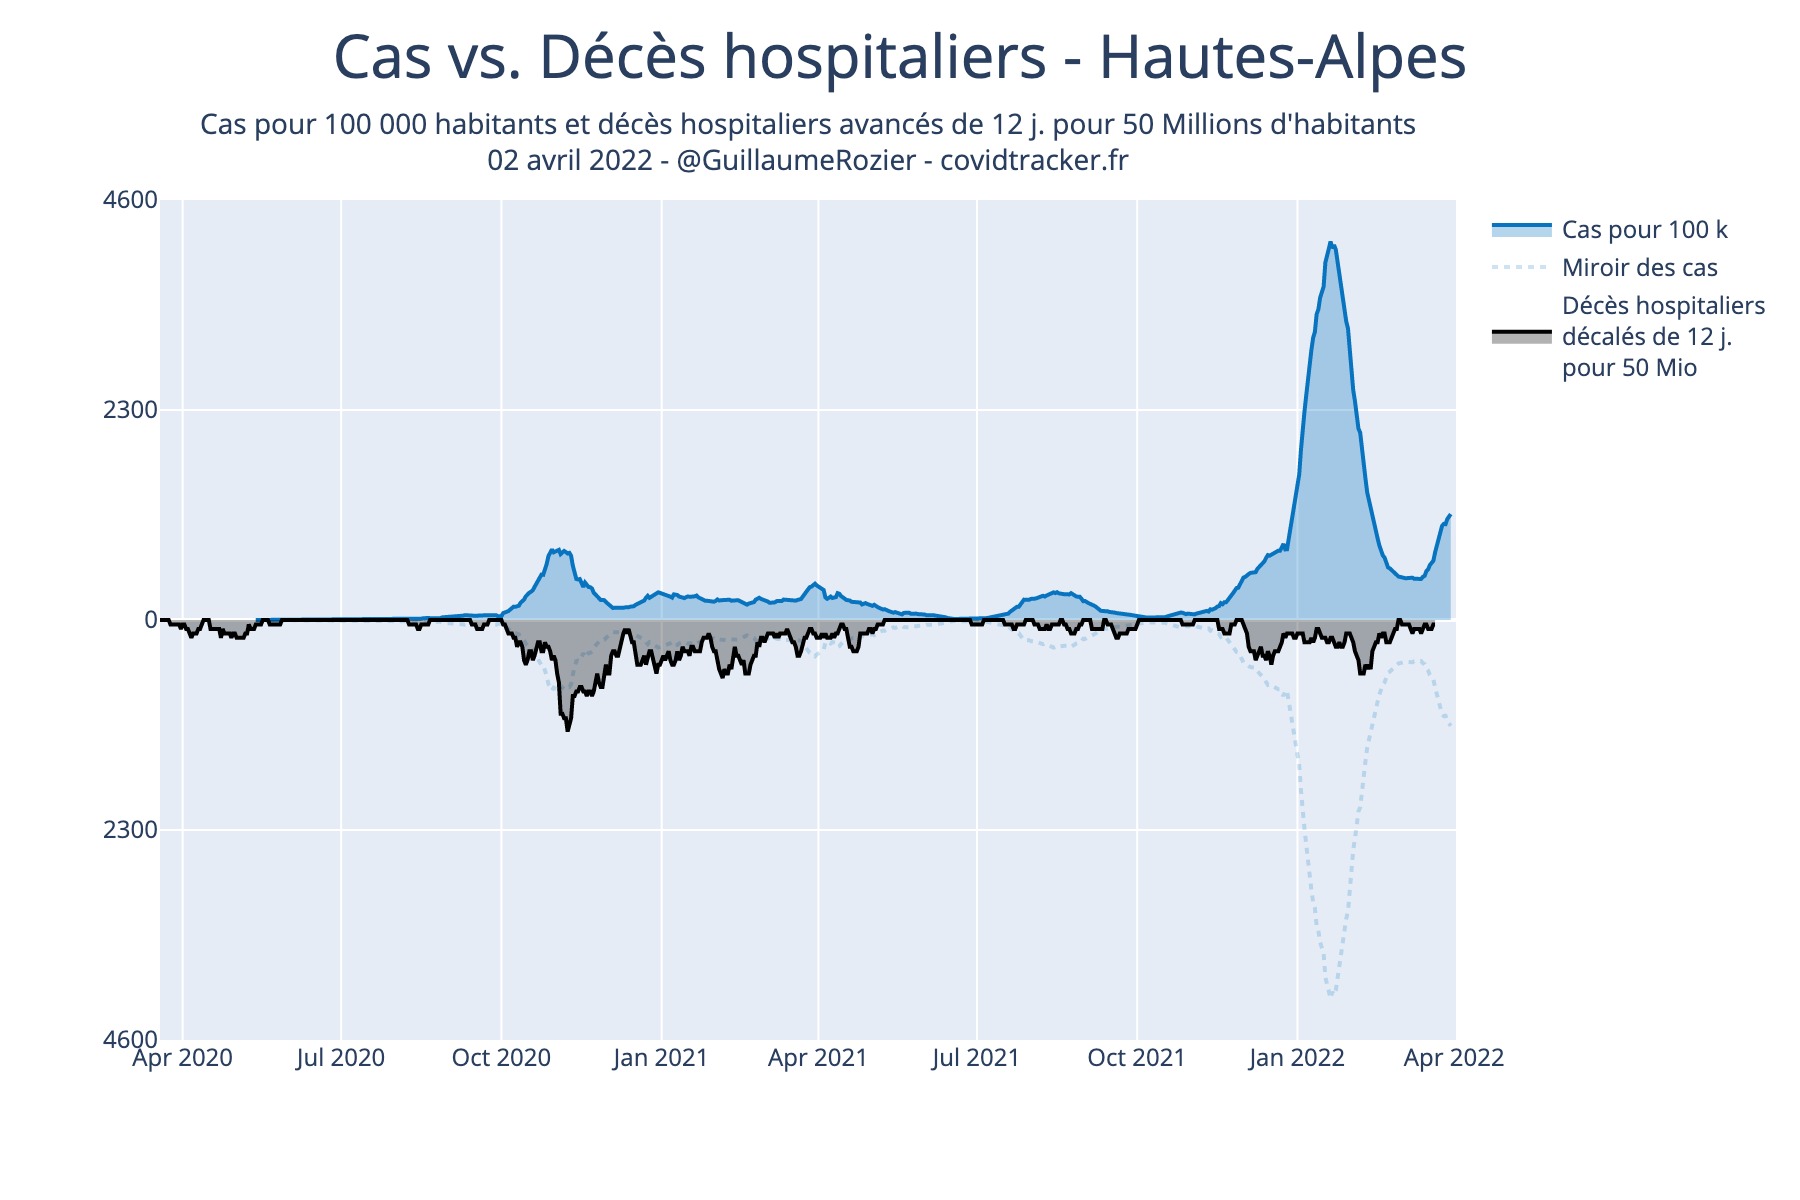 Cas vs. Décès hospitaliers - Hautes-Alpes
Cas pour 100 000 habitants et décès hospitaliers avancés de 12 j. pour 50 Millions d'habitants
02 avril 2022 - @GuillaumeRozier - covidtracker.fr
4600
2300
0
2300
4600
Apr 2020
Jul 2020
Oct 2020
Jan 2021
Apr 2021
Jul 2021
Oct 2021
Jan 2022
Apr 2022
Cas pour 100 k
Miroir des cas
Décès hospitaliers
décalés de 12 j.
pour 50 Mio